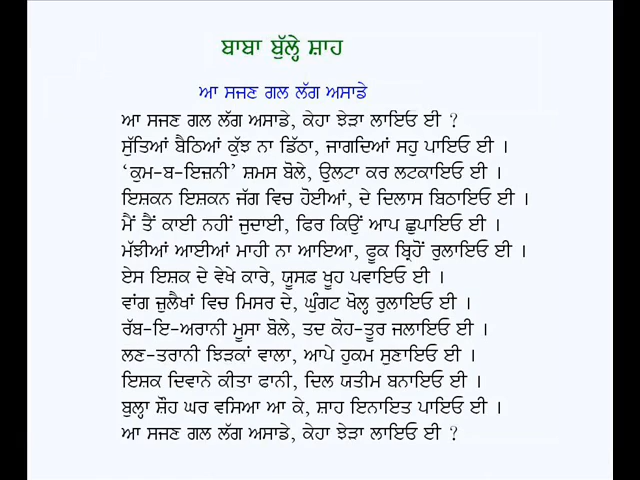 ਬਾਬਾ ਬੁੱਲ੍ਹੇ ਸ਼ਾਹ
ਆ ਸਜਣ ਗਲ ਲੱਗ ਅਸਾਡੇ
ਆ ਸਜਣ ਗਲ ਲੱਗ ਅਸਾਡੇ, ਕੇਹਾ ਝੇੜਾ ਲਾਇਓ ਈ ?
ਸੁੱਤਿਆਂ ਬੈਠਿਆਂ ਕੁੱਝ ਨਾ ਡਿੱਠਾ, ਜਾਗਦਿਆਂ ਸਹੁ ਪਾਇਓ ਈ ।
‘ਕੁਮ-ਬ-ਇਜ਼ਨੀ’ ਸ਼ਮਸ ਬੋਲੇ, ਉਲਟਾ ਕਰ ਲਟਕਾਇਓ ਈ ।
ਇਸ਼ਕਨ ਇਸ਼ਕਨ ਜੱਗ ਵਿਚ ਹੋਈਆਂ, ਦੇ ਦਿਲਾਸ ਬਿਠਾਇਓ ਈ ।
ਮੈਂ ਤੈਂ ਕਾਈ ਨਹੀਂ ਜੁਦਾਈ, ਫਿਰ ਕਿਉਂ ਆਪ ਛੁਪਾਇਓ ਈ ।
ਮੱਝੀਆਂ ਆਈਆਂ ਮਾਹੀ ਨਾ ਆਇਆ, ਫੂਕ ਬ੍ਰਿਹੋਂ ਰੁਲਾਇਓ ਈ ।
ਏਸ ਇਸ਼ਕ ਦੇ ਵੇਖੇ ਕਾਰੇ, ਯੂਸਫ਼ ਖੂਹ ਪਵਾਇਓ ਈ ।
ਵਾਂਗ ਜ਼ੁਲੈਖਾਂ ਵਿਚ ਮਿਸਰ ਦੇ, ਘੁੰਗਟ ਖੋਲ੍ਹ ਰੁਲਾਇਓ ਈ ।
ਰੱਬ-ਇ-ਅਰਾਨੀ ਮੂਸਾ ਬੋਲੇ, ਤਦ ਕੋਹ-ਤੂਰ ਜਲਾਇਓ ਈ ।
ਲਣ-ਤਰਾਨੀ ਝਿੜਕਾਂ ਵਾਲਾ, ਆਪੇ ਹੁਕਮ ਸੁਣਾਇਓ ਈ ।
ਇਸ਼ਕ ਦਿਵਾਨੇ ਕੀਤਾ ਫਾਨੀ, ਦਿਲ ਯਤੀਮ ਬਨਾਇਓ ਈ ।
ਬੁਲ੍ਹਾ ਸ਼ੌਹ ਘਰ ਵਸਿਆ ਆ ਕੇ, ਸ਼ਾਹ ਇਨਾਇਤ ਪਾਇਓ ਈ ।
ਆ ਸਜਣ ਗਲ ਲੱਗ ਅਸਾਡੇ, ਕੇਹਾ ਝੇੜਾ ਲਾਇਓ ਈ ?